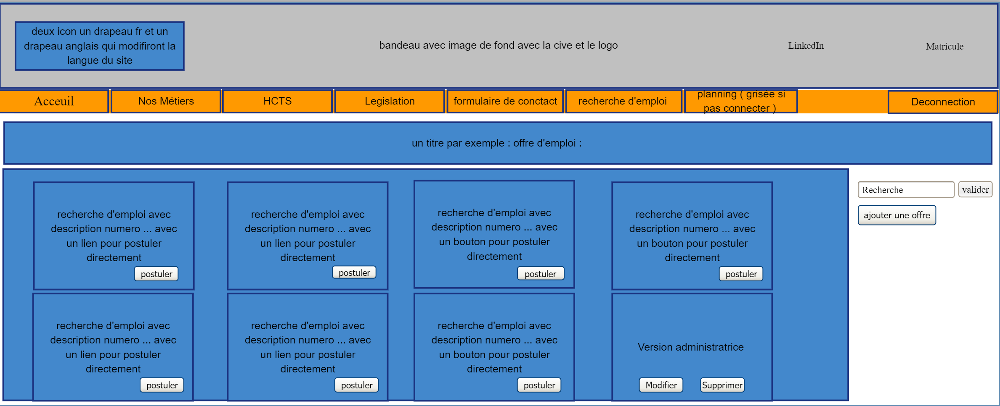 deux icon un drapeau fr et un
drapeau anglais qui modifiront la
langue du site
bandeau avec image de fond avec la cive et le logo
LinkedIn
Matricule
Acceuil
Nos Métiers
HCTS
Legislation
formulaire de conctact
recherche d'emploi
planning ( grisée si
pas connecter )
Deconnection
un titre par exemple : offre d'emploi :
recherche d'emploi avec
description numero ... avec
un lien pour postuler
directement
postuler
recherche d'emploi avec
description numero ... avec
un lien pour postuler
directement
postuler
recherche d'emploi avec
description numero ... avec
un bouton pour postuler
directement
postuler
recherche d'emploi avec
description numero ... avec
un bouton pour postuler
directement
postuler
Recherche
valider
ajouter une offre
recherche d'emploi avec
description numero ... avec
un lien pour postuler
directement
postuler
recherche d'emploi avec
description numero ... avec
un lien pour postuler
directement
postuler
recherche d'emploi avec
description numero ... avec
un bouton pour postuler
directement
postuler
Version administratrice
Modifier
Supprimer